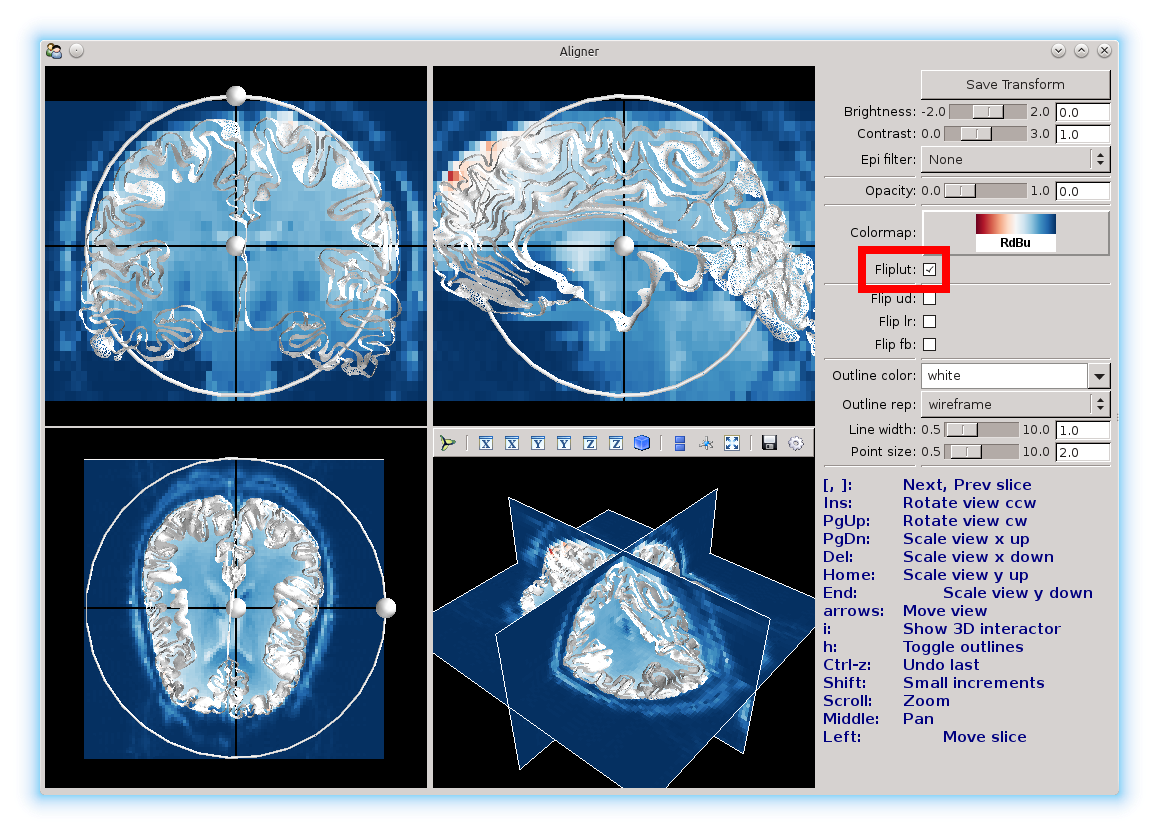 Aligner
Save Transform
Brightness: -2.0 2.0 0.0
Contrast: 0.0 3.0 1.0
Epi filter: None
Opacity: 0.0 1.0 0.0
Colormap: RdBu
Fliplut:
Flip ud:
Flip lr:
Flip fb:
Outline color: white
Outline rep: wireframe
Line width: 0.5 10.0 1.0
Point size: 0.5 10.0 2.0
X X Y Y Z Z
[, ]: Next, Prev slice
Ins: Rotate view ccw
PgUp: Rotate view cw
PgDn: Scale view x up
Del: Scale view x down
Home: Scale view y up
End: Scale view y down
arrows: Move view
i: Show 3D interactor
h: Toggle outlines
Ctrl-z: Undo last
Shift: Small increments
Scroll: Zoom
Middle: Pan
Left: Move slice